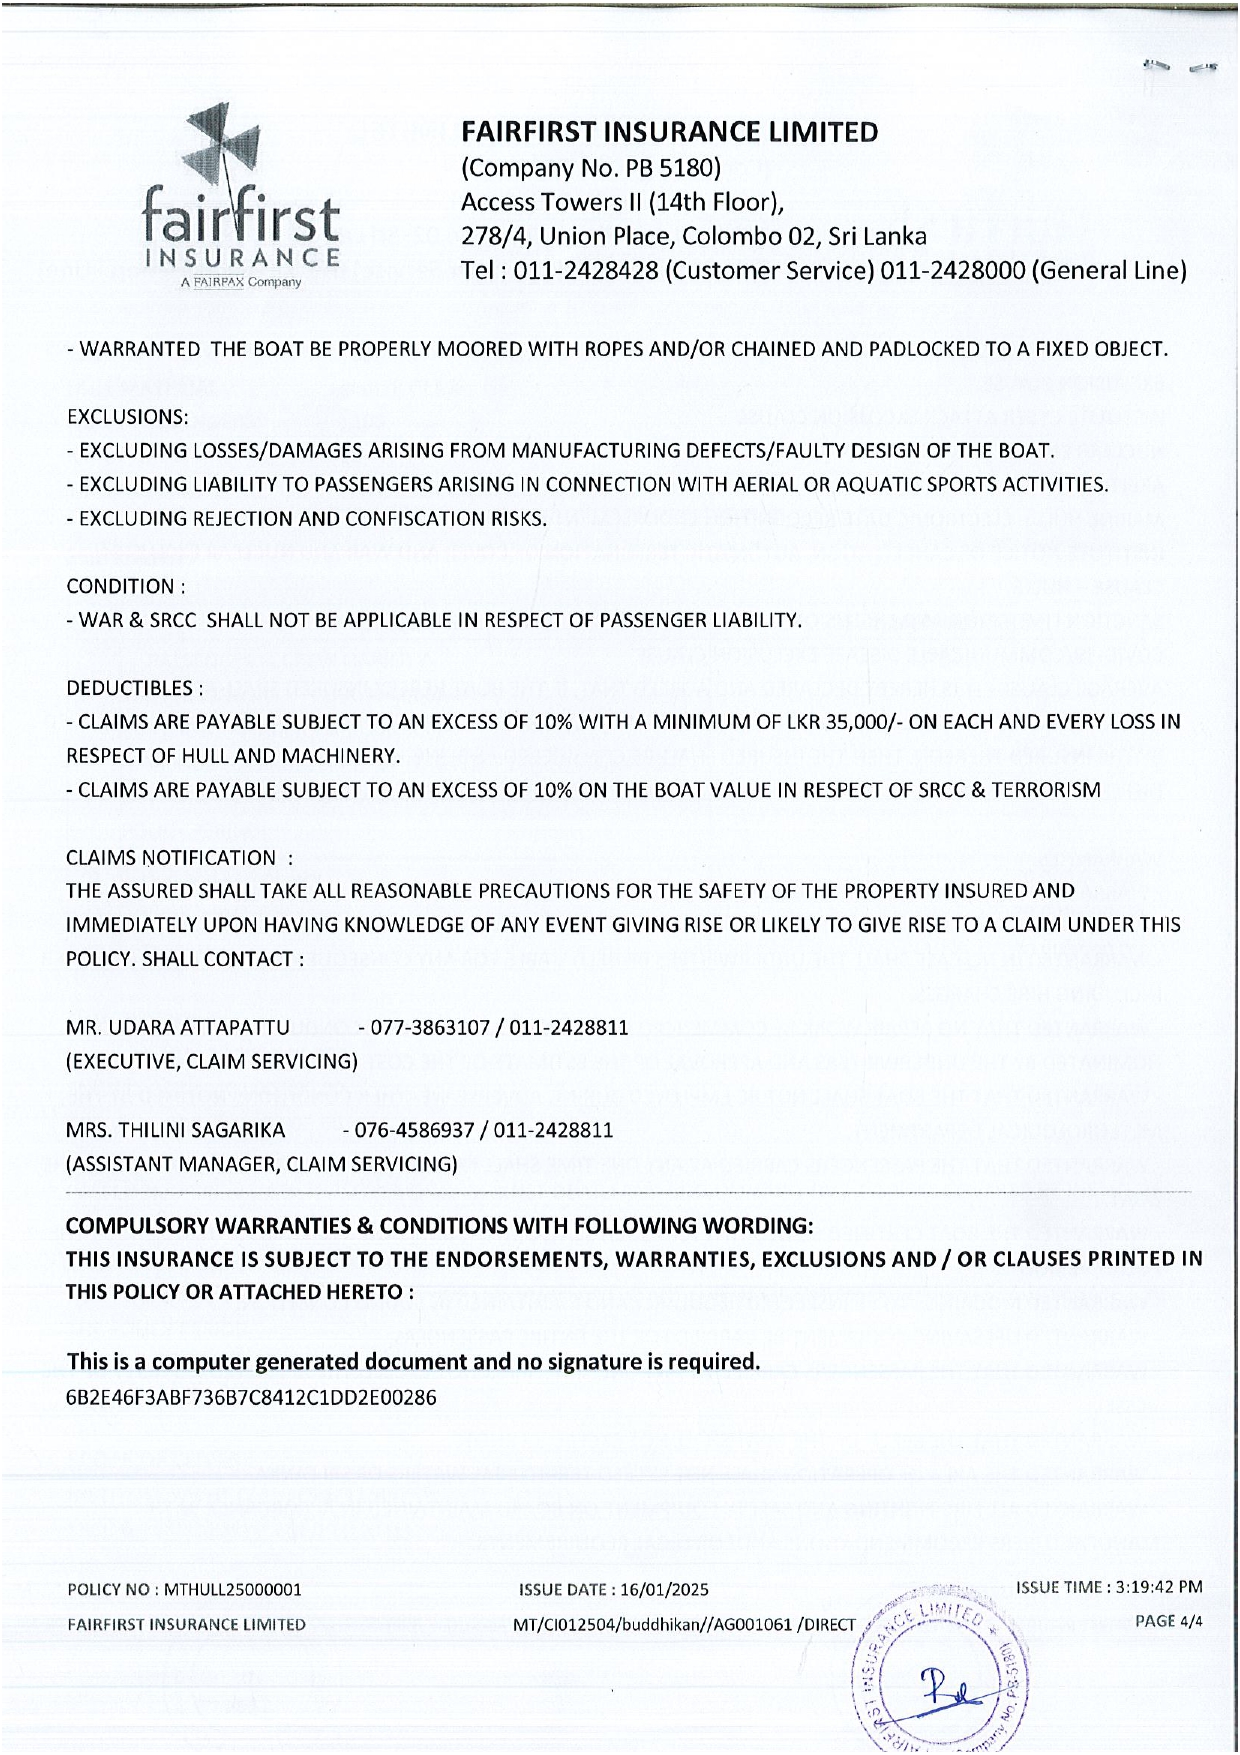 fairfirst
INSURANCE
A FAIRFAX Company
FAIRFIRST INSURANCE LIMITED
(Company No. PB 5180)
Access Towers II (14th Floor),
278/4, Union Place, Colombo 02, Sri Lanka
Tel : 011-2428428 (Customer Service) 011-2428000 (General Line)
- WARRANTED THE BOAT BE PROPERLY MOORED WITH ROPES AND/OR CHAINED AND PADLOCKED TO A FIXED OBJECT.
EXCLUSIONS:
- EXCLUDING LOSSES/DAMAGES ARISING FROM MANUFACTURING DEFECTS/FAULTY DESIGN OF THE BOAT.
- EXCLUDING LIABILITY TO PASSENGERS ARISING IN CONNECTION WITH AERIAL OR AQUATIC SPORTS ACTIVITIES.
- EXCLUDING REJECTION AND CONFISCATION RISKS.
CONDITION :
- WAR & SRCC SHALL NOT BE APPLICABLE IN RESPECT OF PASSENGER LIABILITY.
DEDUCTIBLES :
- CLAIMS ARE PAYABLE SUBJECT TO AN EXCESS OF 10% WITH A MINIMUM OF LKR 35,000/- ON EACH AND EVERY LOSS IN
RESPECT OF HULL AND MACHINERY.
- CLAIMS ARE PAYABLE SUBJECT TO AN EXCESS OF 10% ON THE BOAT VALUE IN RESPECT OF SRCC & TERRORISM
CLAIMS NOTIFICATION :
THE ASSURED SHALL TAKE ALL REASONABLE PRECAUTIONS FOR THE SAFETY OF THE PROPERTY INSURED AND
IMMEDIATELY UPON HAVING KNOWLEDGE OF ANY EVENT GIVING RISE OR LIKELY TO GIVE RISE TO A CLAIM UNDER THIS
POLICY. SHALL CONTACT :
MR. UDARA ATTAPATTU - 077-3863107 / 011-2428811
(EXECUTIVE, CLAIM SERVICING)
MRS. THILINI SAGARIKA - 076-4586937 / 011-2428811
(ASSISTANT MANAGER, CLAIM SERVICING)
COMPULSORY WARRANTIES & CONDITIONS WITH FOLLOWING WORDING:
THIS INSURANCE IS SUBJECT TO THE ENDORSEMENTS, WARRANTIES, EXCLUSIONS AND / OR CLAUSES PRINTED IN
THIS POLICY OR ATTACHED HERETO :
This is a computer generated document and no signature is required.
6B2E46F3ABF736B7C8412C1DD2E00286
POLICY NO : MTHULL25000001 ISSUE DATE : 16/01/2025 ISSUE TIME : 3:19:42 PM
FAIRFIRST INSURANCE LIMITED MT/CI012504/buddhikan//AG001061 /DIRECT PAGE 4/4
FAIRFIRST INSURANCE LIMITED